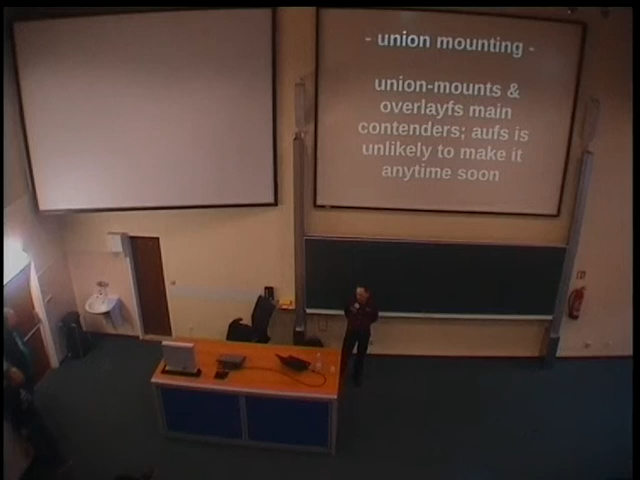 - union mounting -
union-mounts &
overlayfs main
contenders; aufs is
unlikely to make it
anytime soon